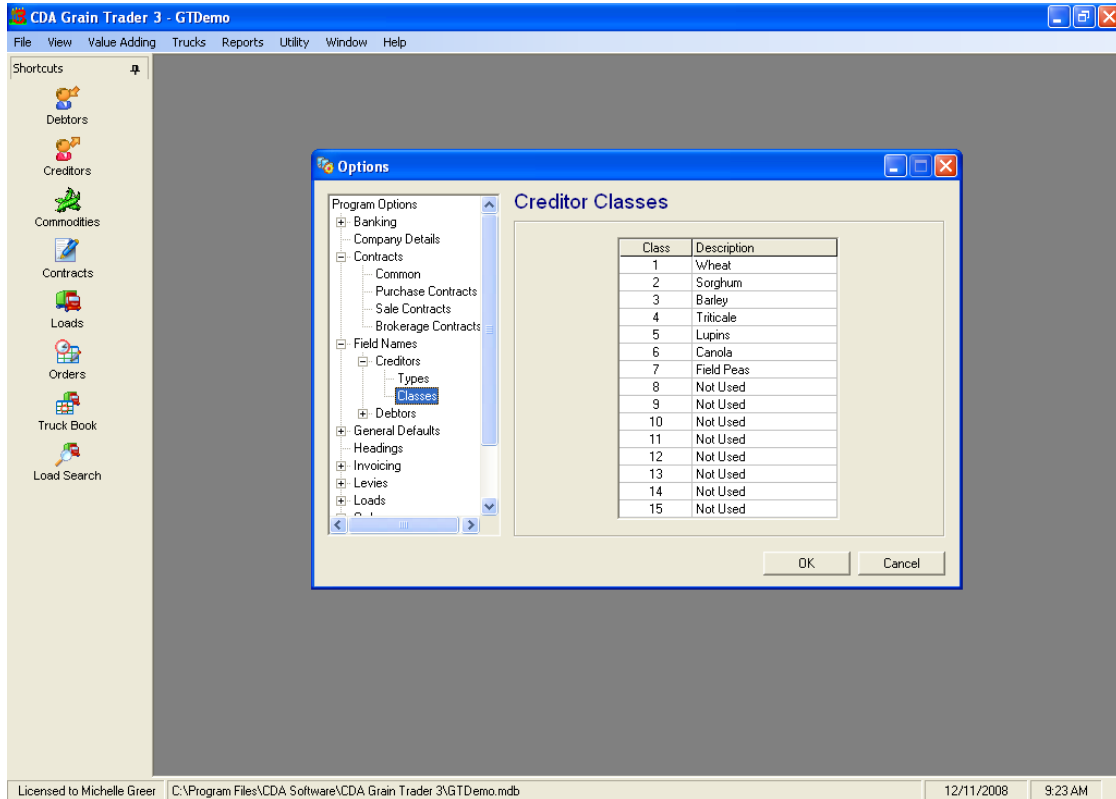 CDA Grain Trader 3 - GTDemo
File View Value Adding Trucks Reports Utility Window Help
Shortcuts
Debtors
Creditors
Commodities
Contracts
Loads
Orders
Truck Book
Load Search
Options
Program Options
Banking
Company Details
Contracts
Common
Purchase Contracts
Sale Contracts
Brokerage Contracts
Field Names
Creditors
Types
Classes
Debtors
General Defaults
Headings
Invoicing
Levies
Loads
Creditor Classes
Class Description
1 Wheat
2 Sorghum
3 Barley
4 Triticale
5 Lupins
6 Canola
7 Field Peas
8 Not Used
9 Not Used
10 Not Used
11 Not Used
12 Not Used
13 Not Used
14 Not Used
15 Not Used
OK Cancel
Licensed to Michelle Greer C:\Program Files\CDA Software\CDA Grain Trader 3\GTDemo.mdb 12/11/2008 9:23 AM